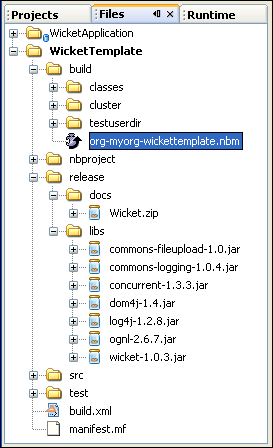 Projects Files Runtime
WicketApplication
WicketTemplate
build
classes
cluster
testuserdir
org-myorg-wickettemplate.nbm
nbproject
release
docs
Wicket.zip
libs
commons-fileupload-1.0.jar
commons-logging-1.0.4.jar
concurrent-1.3.3.jar
dom4j-1.4.jar
log4j-1.2.8.jar
ognl-2.6.7.jar
wicket-1.0.3.jar
src
test
build.xml
manifest.mf